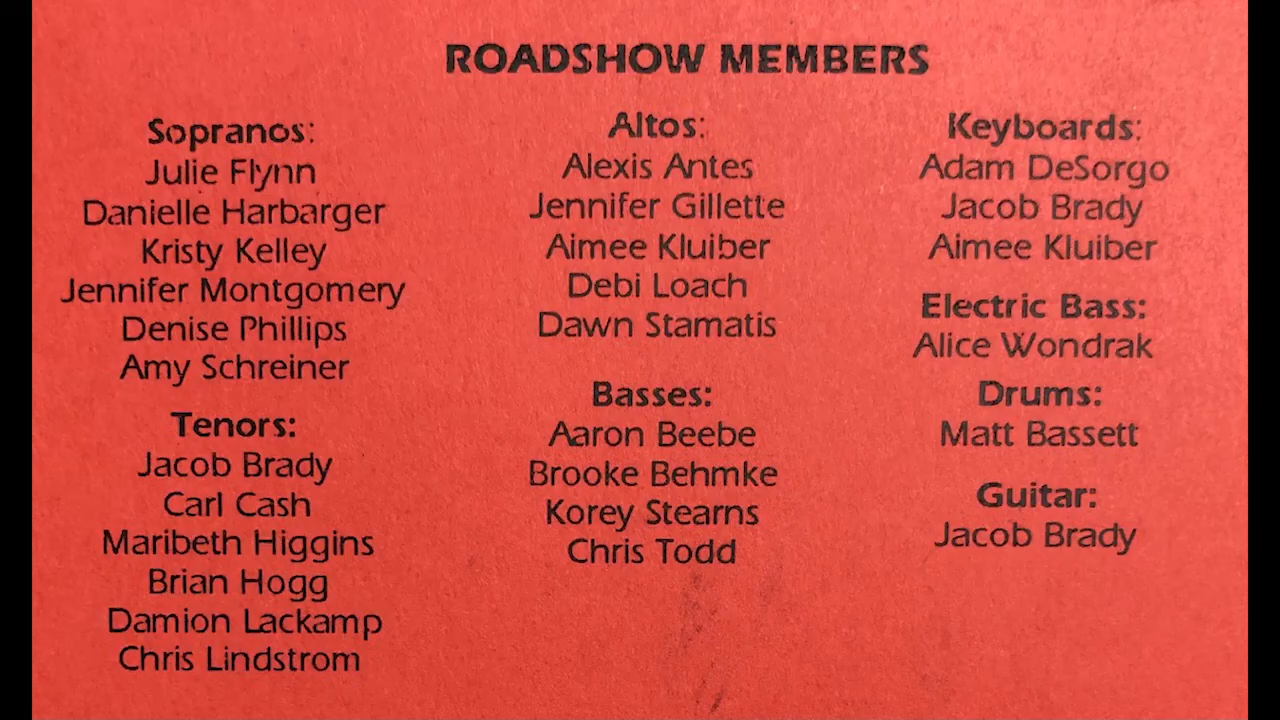 ROADSHOW MEMBERS
Sopranos:
Julie Flynn
Danielle Harbarger
Kristy Kelley
Jennifer Montgomery
Denise Phillips
Amy Schreiner
Tenors:
Jacob Brady
Carl Cash
Maribeth Higgins
Brian Hogg
Damion Lackamp
Chris Lindstrom
Altos:
Alexis Antes
Jennifer Gillette
Aimee Kluiber
Debi Loach
Dawn Stamatis
Basses:
Aaron Beebe
Brooke Behmke
Korey Stearns
Chris Todd
Keyboards:
Adam DeSorgo
Jacob Brady
Aimee Kluiber
Electric Bass:
Alice Wondrak
Drums:
Matt Bassett
Guitar:
Jacob Brady